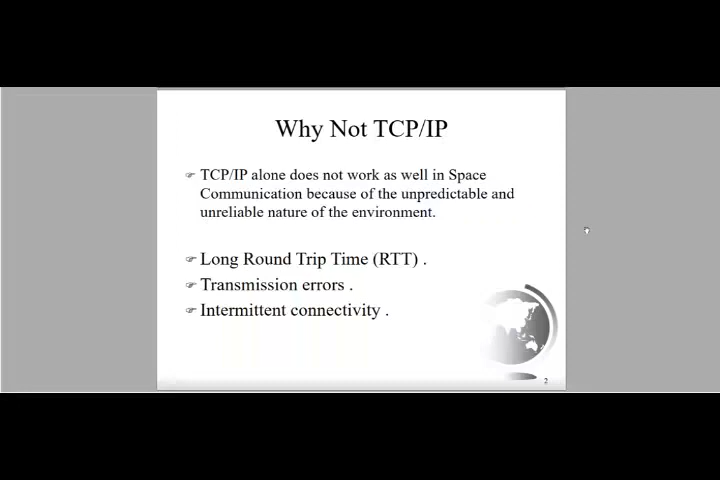 Why Not TCP/IP
☞ TCP/IP alone does not work as well in Space
Communication because of the unpredictable and
unreliable nature of the environment.
☞ Long Round Trip Time (RTT) .
☞ Transmission errors .
☞ Intermittent connectivity .
2